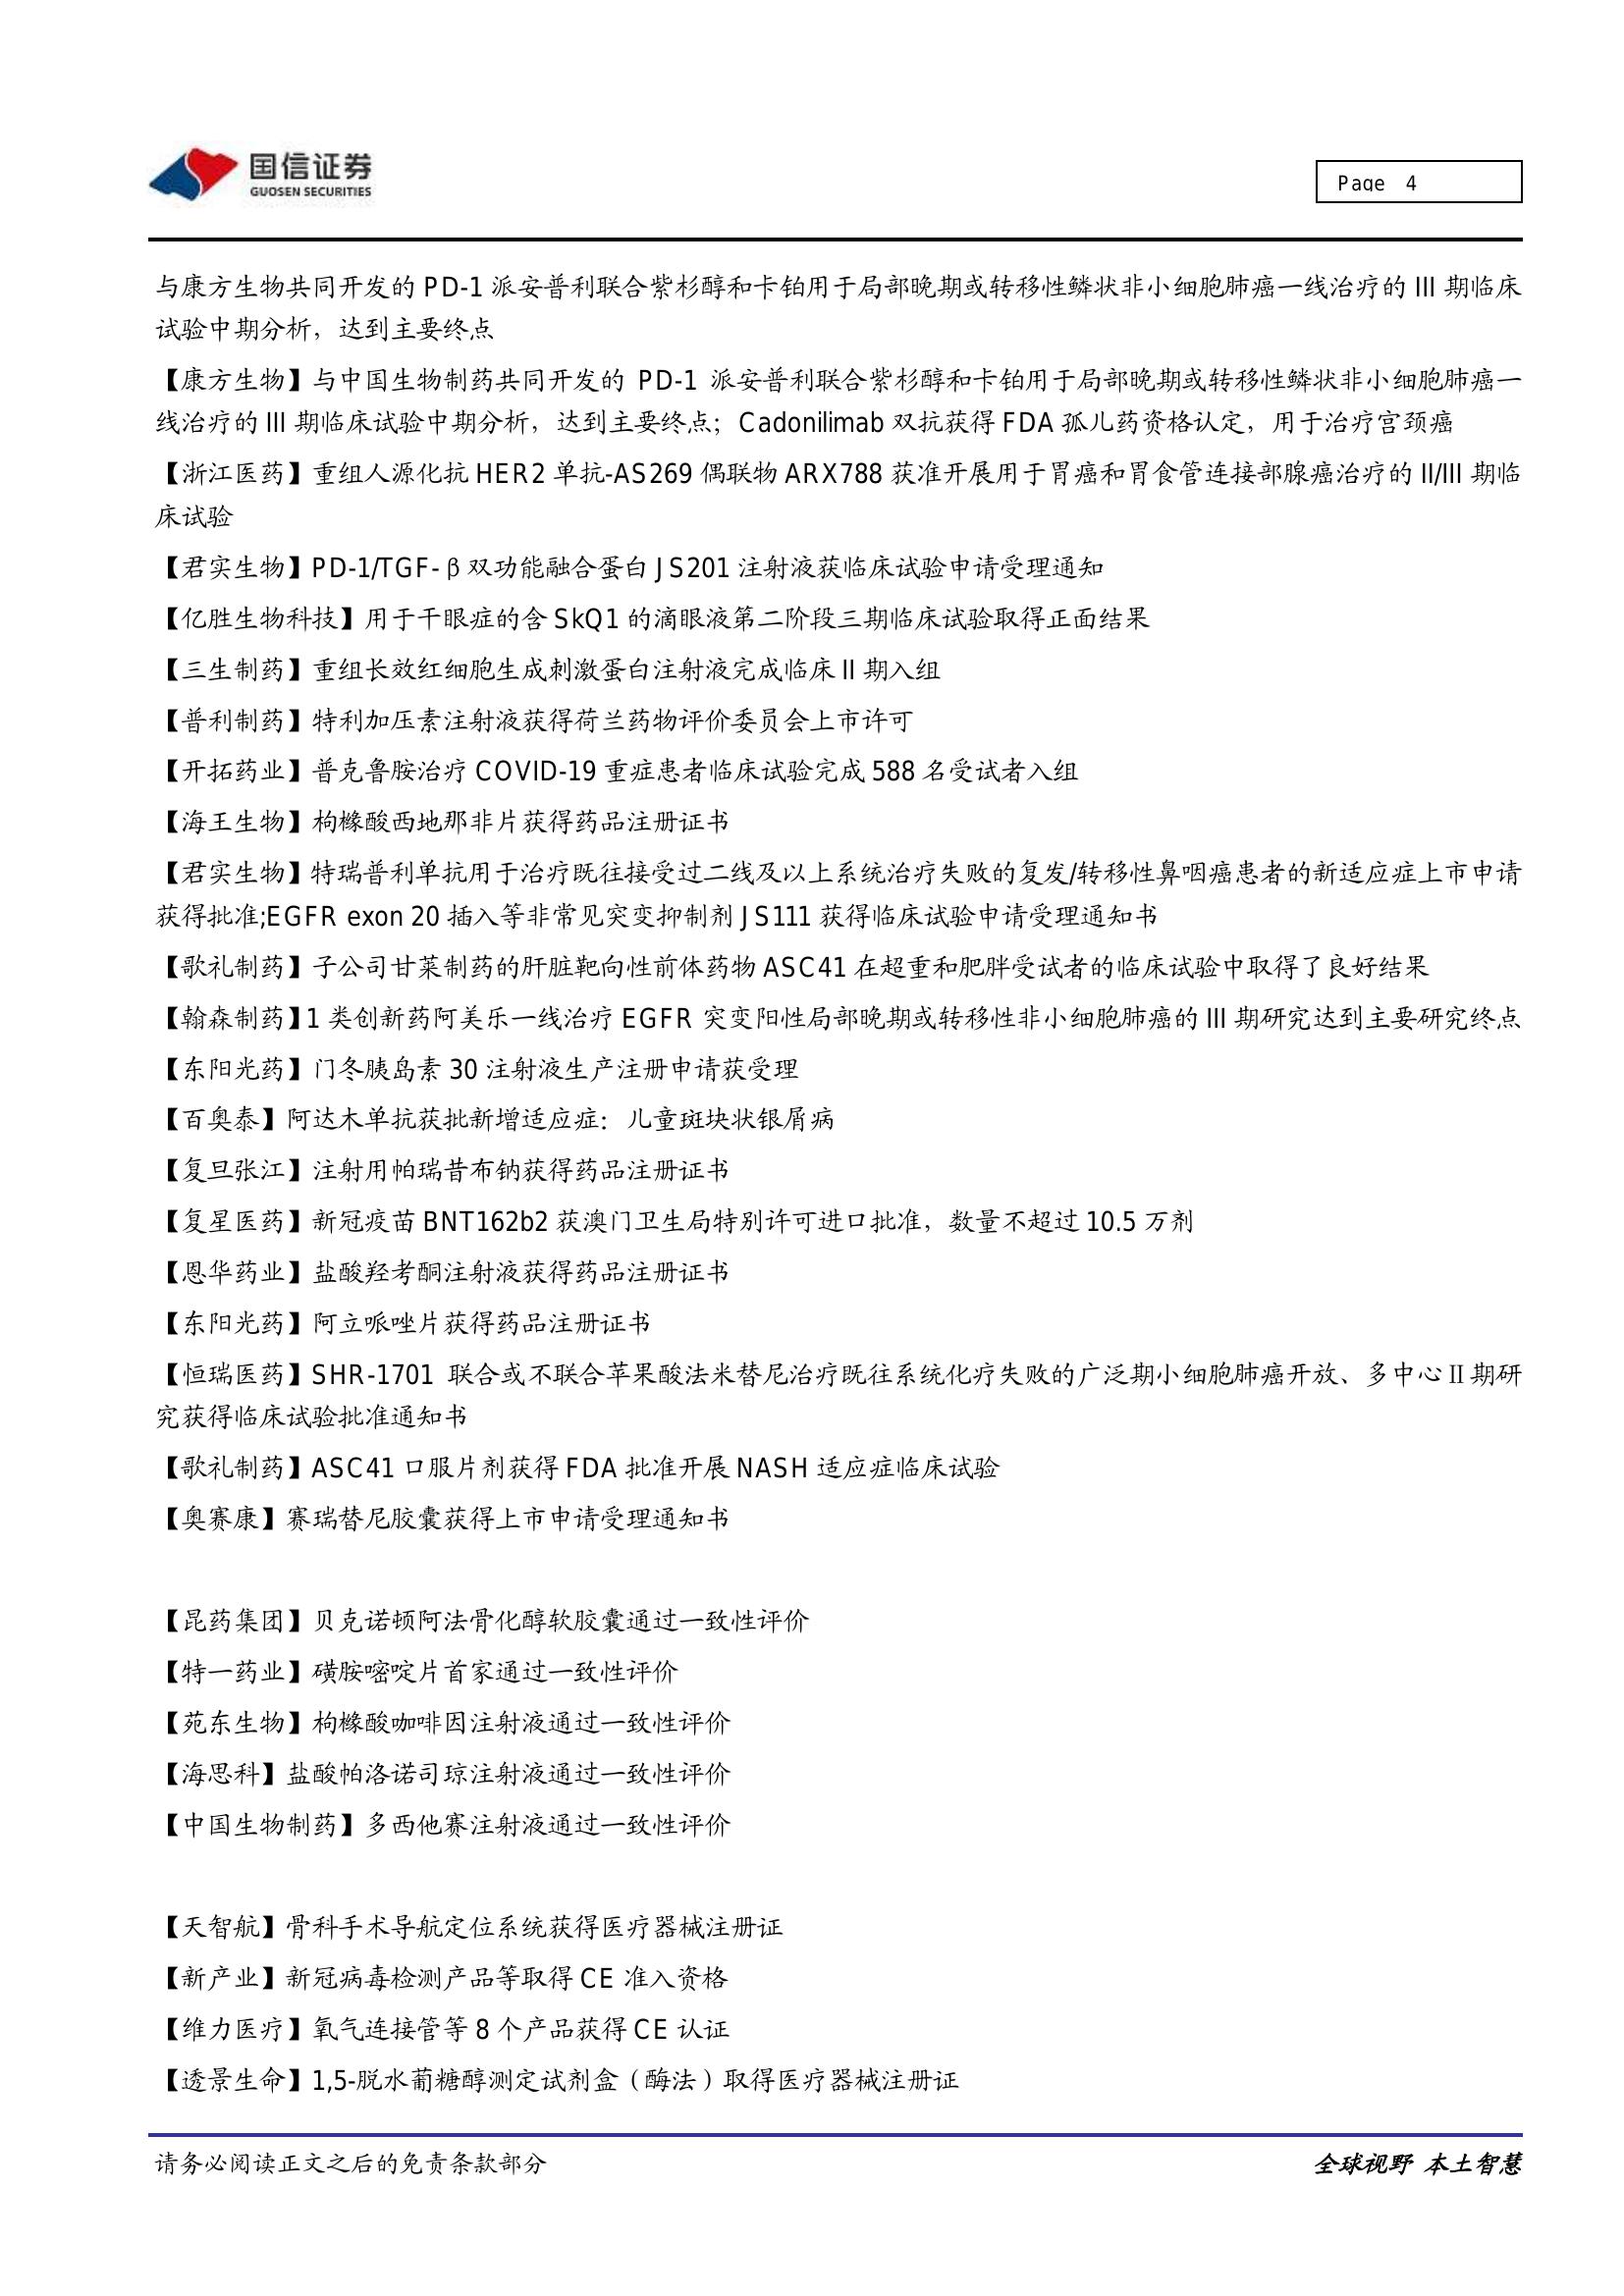 国信证券
GUOSEN SECURITIES
Page 4
与康方生物共同开发的 PD-1 派安普利联合紫杉醇和卡铂用于局部晚期或转移性鳞状非小细胞肺癌一线治疗的 III 期临床
试验中期分析，达到主要终点
【康方生物】与中国生物制药共同开发的 PD-1 派安普利联合紫杉醇和卡铂用于局部晚期或转移性鳞状非小细胞肺癌一
线治疗的 III 期临床试验中期分析，达到主要终点；Cadonilimab 双抗获得 FDA 孤儿药资格认定，用于治疗宫颈癌
【浙江医药】重组人源化抗 HER2 单抗-AS269 偶联物 ARX788 获准开展用于胃癌和胃食管连接部腺癌治疗的 II/III 期临
床试验
【君实生物】PD-1/TGF-β双功能融合蛋白 JS201 注射液获临床试验申请受理通知
【亿胜生物科技】用于干眼症的含 SkQ1 的滴眼液第二阶段三期临床试验取得正面结果
【三生制药】重组长效红细胞生成刺激蛋白注射液完成临床 II 期入组
【普利制药】特利加压素注射液获得荷兰药物评价委员会上市许可
【开拓药业】普克鲁胺治疗 COVID-19 重症患者临床试验完成 588 名受试者入组
【海王生物】枸橼酸西地那非片获得药品注册证书
【君实生物】特瑞普利单抗用于治疗既往接受过二线及以上系统治疗失败的复发/转移性鼻咽癌患者的新适应症上市申请
获得批准;EGFR exon 20 插入等非常见突变抑制剂 JS111 获得临床试验申请受理通知书
【歌礼制药】子公司甘莱制药的肝脏靶向性前体药物 ASC41 在超重和肥胖受试者的临床试验中取得了良好结果
【翰森制药】1 类创新药阿美乐一线治疗 EGFR 突变阳性局部晚期或转移性非小细胞肺癌的 III 期研究达到主要研究终点
【东阳光药】门冬胰岛素 30 注射液生产注册申请获受理
【百奥泰】阿达木单抗获批新增适应症：儿童斑块状银屑病
【复旦张江】注射用帕瑞昔布钠获得药品注册证书
【复星医药】新冠疫苗 BNT162b2 获澳门卫生局特别许可进口批准，数量不超过 10.5 万剂
【恩华药业】盐酸羟考酮注射液获得药品注册证书
【东阳光药】阿立哌唑片获得药品注册证书
【恒瑞医药】SHR-1701 联合或不联合苹果酸法米替尼治疗既往系统化疗失败的广泛期小细胞肺癌开放、多中心Ⅱ期研
究获得临床试验批准通知书
【歌礼制药】ASC41 口服片剂获得 FDA 批准开展 NASH 适应症临床试验
【奥赛康】赛瑞替尼胶囊获得上市申请受理通知书
【昆药集团】贝克诺顿阿法骨化醇软胶囊通过一致性评价
【特一药业】磺胺嘧啶片首家通过一致性评价
【苑东生物】枸橼酸咖啡因注射液通过一致性评价
【海思科】盐酸帕洛诺司琼注射液通过一致性评价
【中国生物制药】多西他赛注射液通过一致性评价
【天智航】骨科手术导航定位系统获得医疗器械注册证
【新产业】新冠病毒检测产品等取得 CE 准入资格
【维力医疗】氧气连接管等 8 个产品获得 CE 认证
【透景生命】1,5-脱水葡糖醇测定试剂盒（酶法）取得医疗器械注册证
请务必阅读正文之后的免责条款部分
全球视野 本土智慧